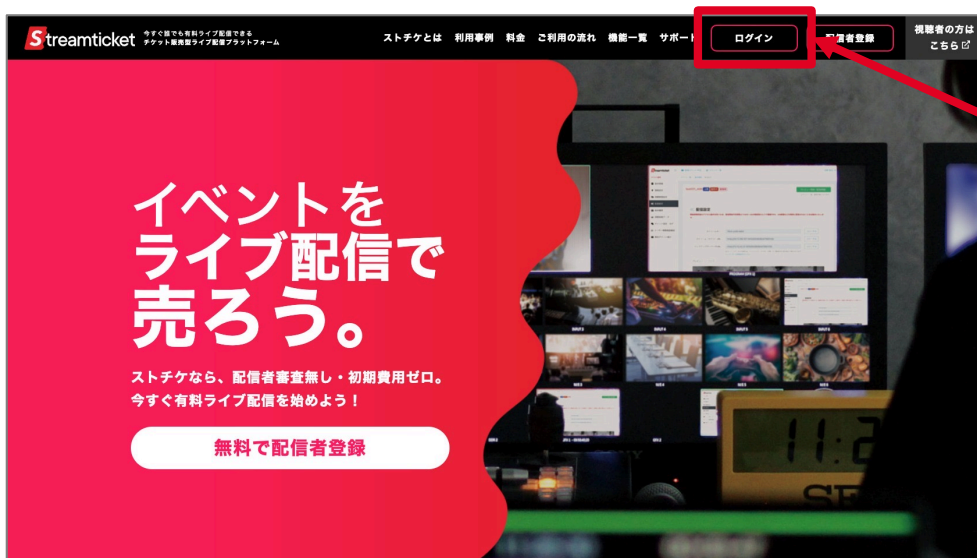 Streamticket
今すぐ誰でも有料ライブ配信できる
チケット販売型ライブ配信プラットフォーム
ストチケとは 利用事例 料金 ご利用の流れ 機能一覧 サポート
ログイン
配信者登録
視聴者の方は
こちら
イベントを
ライブ配信で
売ろう。
ストチケなら、配信者審査無し・初期費用ゼロ。
今すぐ有料ライブ配信を始めよう！
無料で配信者登録
11:2